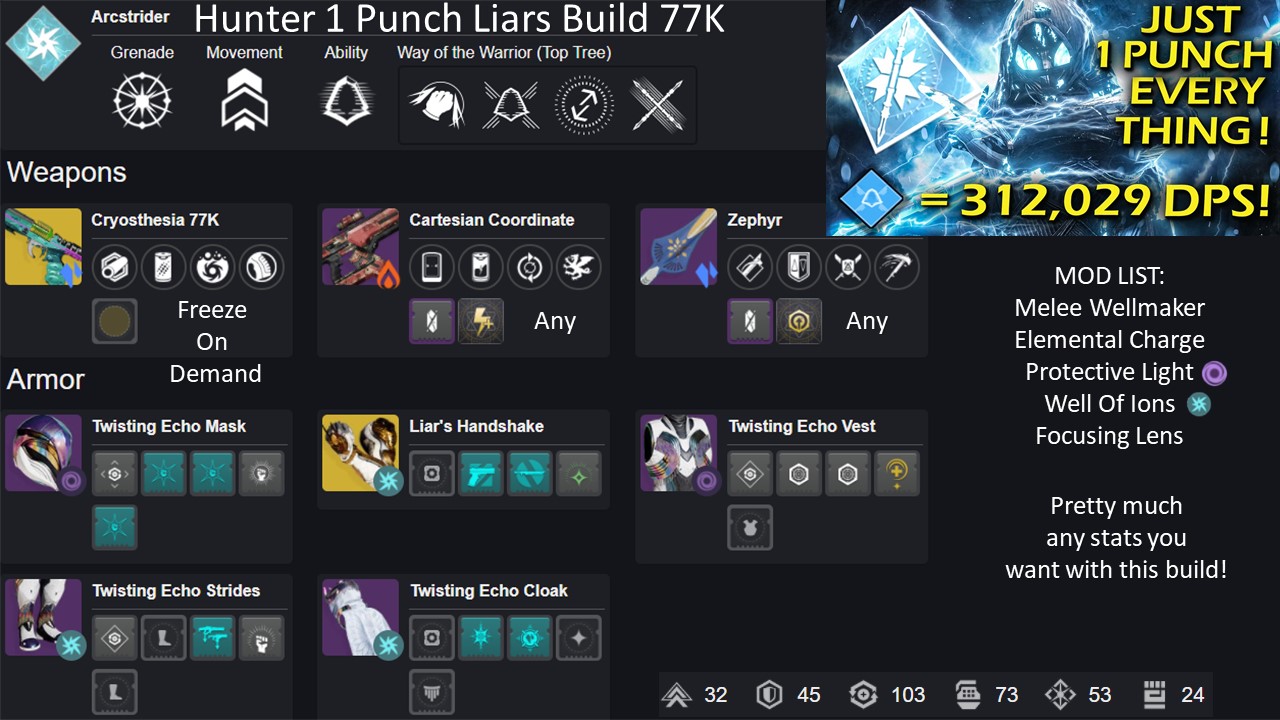 Arcstrider
Hunter 1 Punch Liars Build 77K
Grenade
Movement
Ability
Way of the Warrior (Top Tree)
JUST
1 PUNCH
EVERY
THING!
= 312,029 DPS!
Weapons
Cryosthesia 77K
Freeze
On
Demand
Cartesian Coordinate
Any
Zephyr
Any
MOD LIST:
Melee Wellmaker
Elemental Charge
Protective Light
Well Of Ions
Focusing Lens
Pretty much
any stats you
want with this build!
Armor
Twisting Echo Mask
Liar's Handshake
Twisting Echo Vest
Twisting Echo Strides
Twisting Echo Cloak
32 45 103 73 53 24